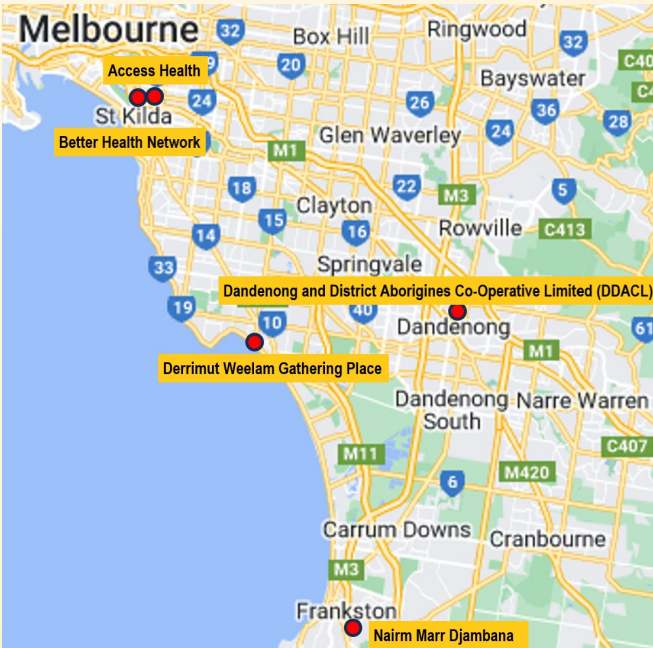 Melbourne
32
Box Hill
Ringwood
32
C40
Access Health
20
Bayswater
St Kilda
24
26
36
28
Glen Waverley
24
Better Health Network
M1
18
22
M3
5
Clayton
15
Rowville
C413
14
16
33
Springvale
Dandenong and District Aborigines Co-Operative Limited (DDACL)
19
10
40
Dandenong
61
M1
Derrimut Weelam Gathering Place
Dandenong
South
Narre Warren
M11
C407
M420
6
Carrum Downs
Cranbourne
M3
Frankston
Nairm Marr Djambana